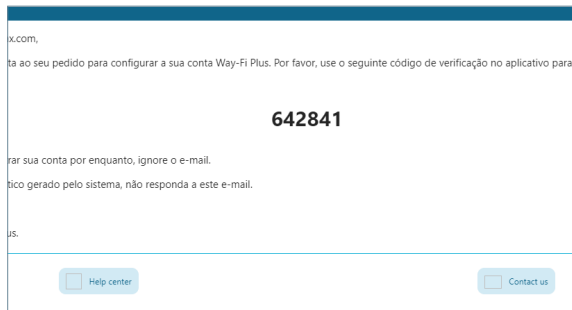 x.com,
ta ao seu pedido para configurar a sua conta Way-Fi Plus. Por favor, use o seguinte código de verificação no aplicativo para
642841
rar sua conta por enquanto, ignore o e-mail.
tico gerado pelo sistema, não responda a este e-mail.
us.
Help center
Contact us